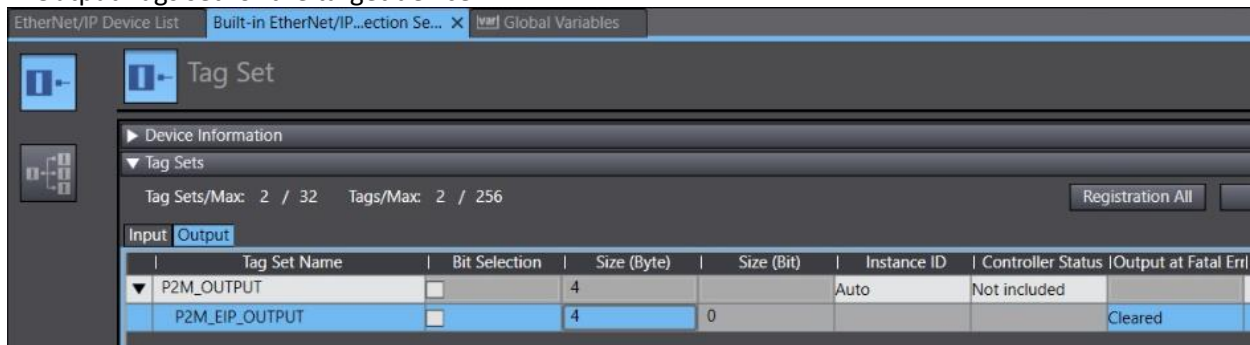 EtherNet/IP Device List Built-in EtherNet/IP...ection Se... X var Global Variables
Tag Set
Device Information
Tag Sets
Tag Sets/Max: 2 / 32 Tags/Max: 2 / 256 Registration All
Input Output
Tag Set Name | Bit Selection | Size (Byte) | Size (Bit) | Instance ID | Controller Status |Output at Fatal Err|
P2M_OUTPUT 4 Auto Not included
P2M_EIP_OUTPUT 4 0 Cleared